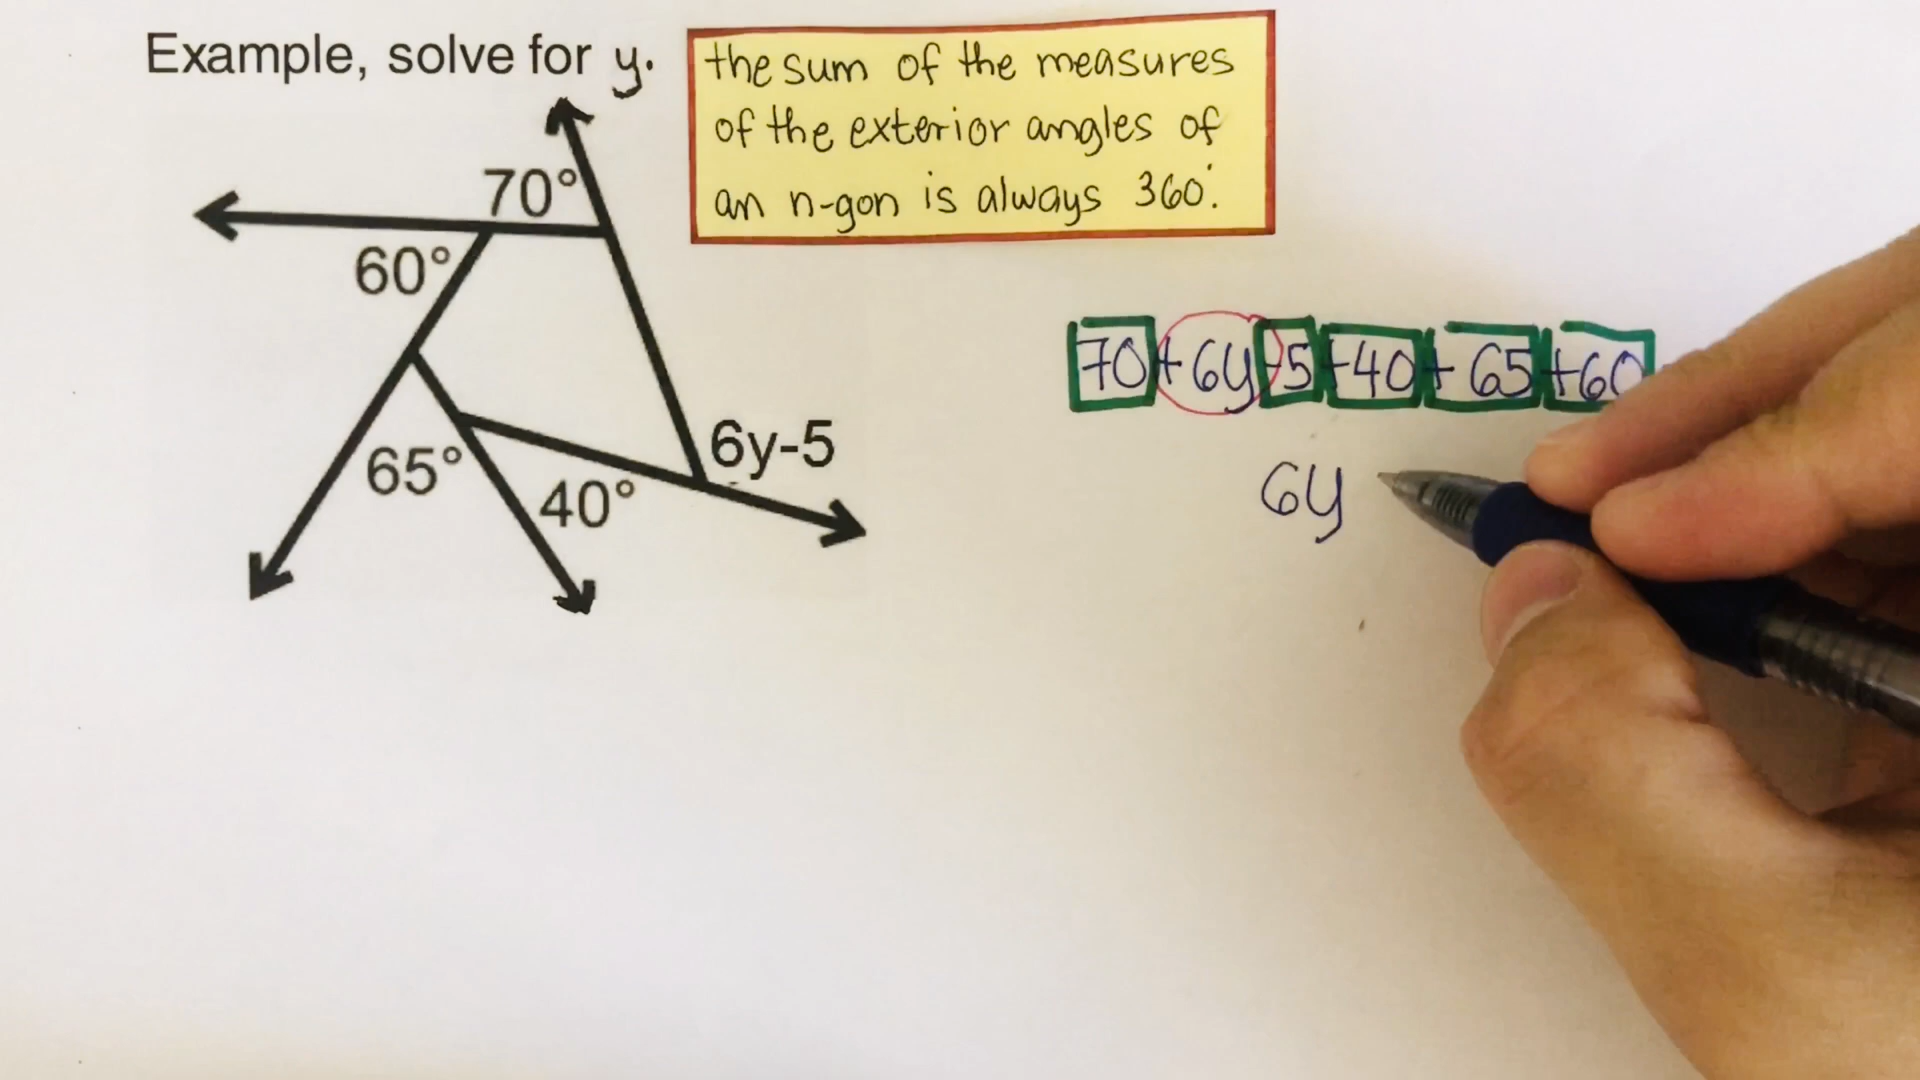 Example, solve for y.
the sum of the measures
of the exterior angles of
an n-gon is always 360°.
70°
60°
70+6y-5+40+65+60
6y-5
65°
40°
6y